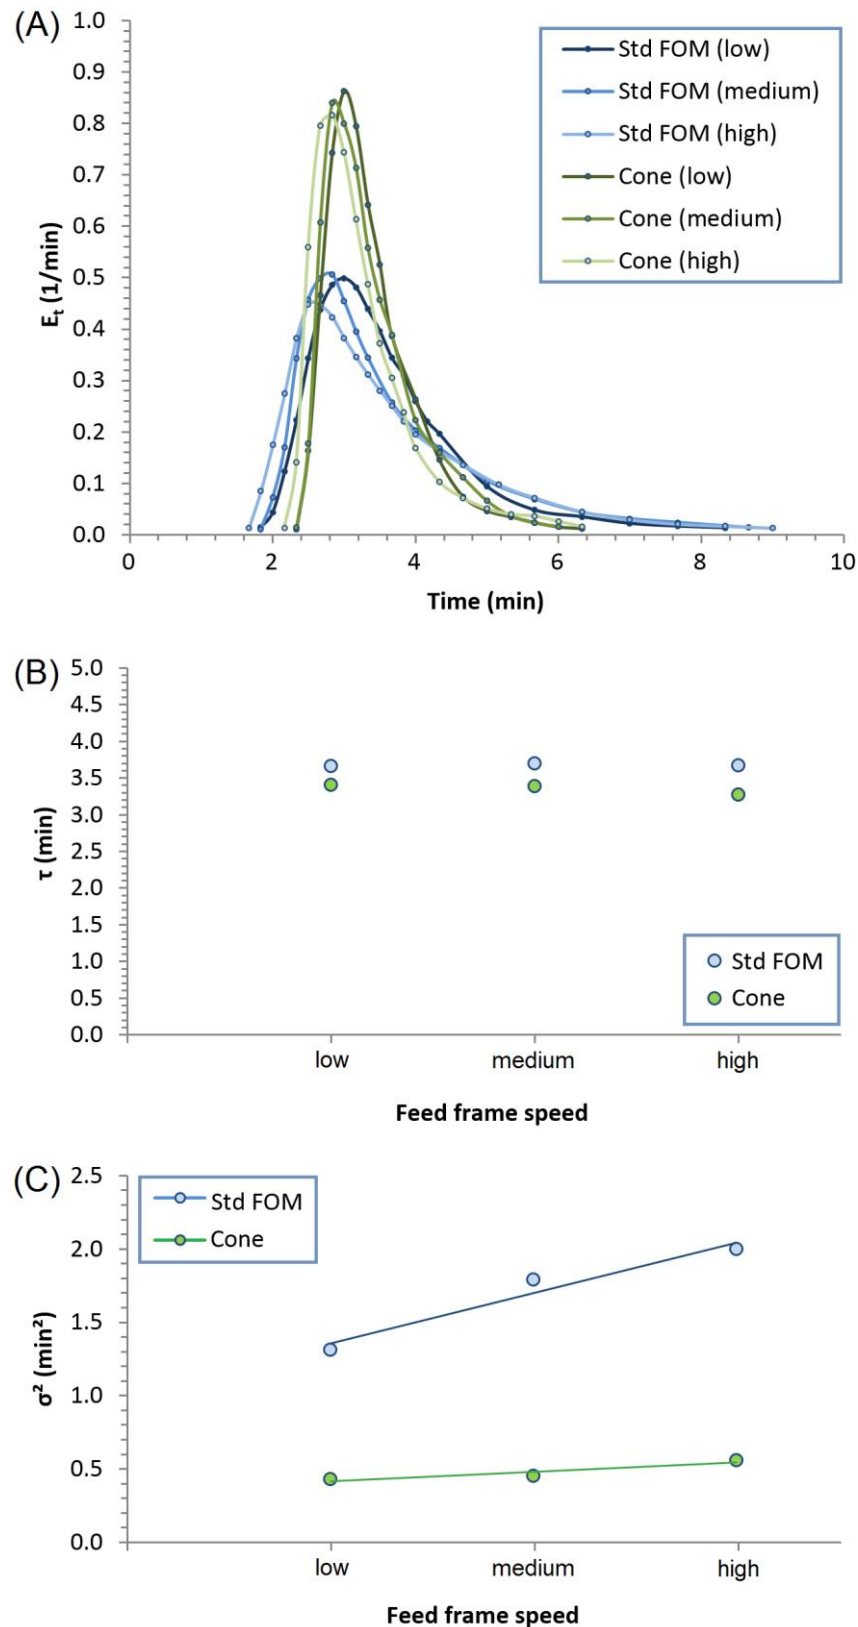 (A)
1.0
0.9
0.8
0.7
0.6
0.5
0.4
0.3
0.2
0.1
0.0
Eₜ (1/min)
0 2 4 6 8 10
Time (min)
Std FOM (low)
Std FOM (medium)
Std FOM (high)
Cone (low)
Cone (medium)
Cone (high)
(B)
5.0
4.5
4.0
3.5
3.0
2.5
2.0
1.5
1.0
0.5
0.0
τ (min)
Std FOM
Cone
low medium high
Feed frame speed
(C)
2.5
2.0
1.5
1.0
0.5
0.0
σ² (min²)
Std FOM
Cone
low medium high
Feed frame speed